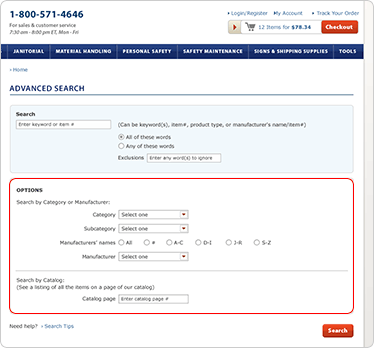 1-800-571-4646
For sales & customer service
7:30 am - 8:00 pm ET, Mon - Fri
Login/Register My Account Track Your Order
12 Items for $78.34 Checkout
JANITORIAL MATERIAL HANDLING PERSONAL SAFETY SAFETY MAINTENANCE SIGNS & SHIPPING SUPPLIES TOOLS
Home
ADVANCED SEARCH
Search
Enter keyword or item # (Can be keyword(s), item#, product type, or manufacturer's name/item#)
All of these words
Any of these words
Exclusions Enter any word(s) to ignore
OPTIONS
Search by Category or Manufacturer:
Category Select one
Subcategory Select one
Manufacturers' names All # A-C D-I J-R S-Z
Manufacturer Select one
Search by Catalog:
(See a listing of all the items on a page of our catalog)
Catalog page Enter catalog page #
Need help? Search Tips
Search